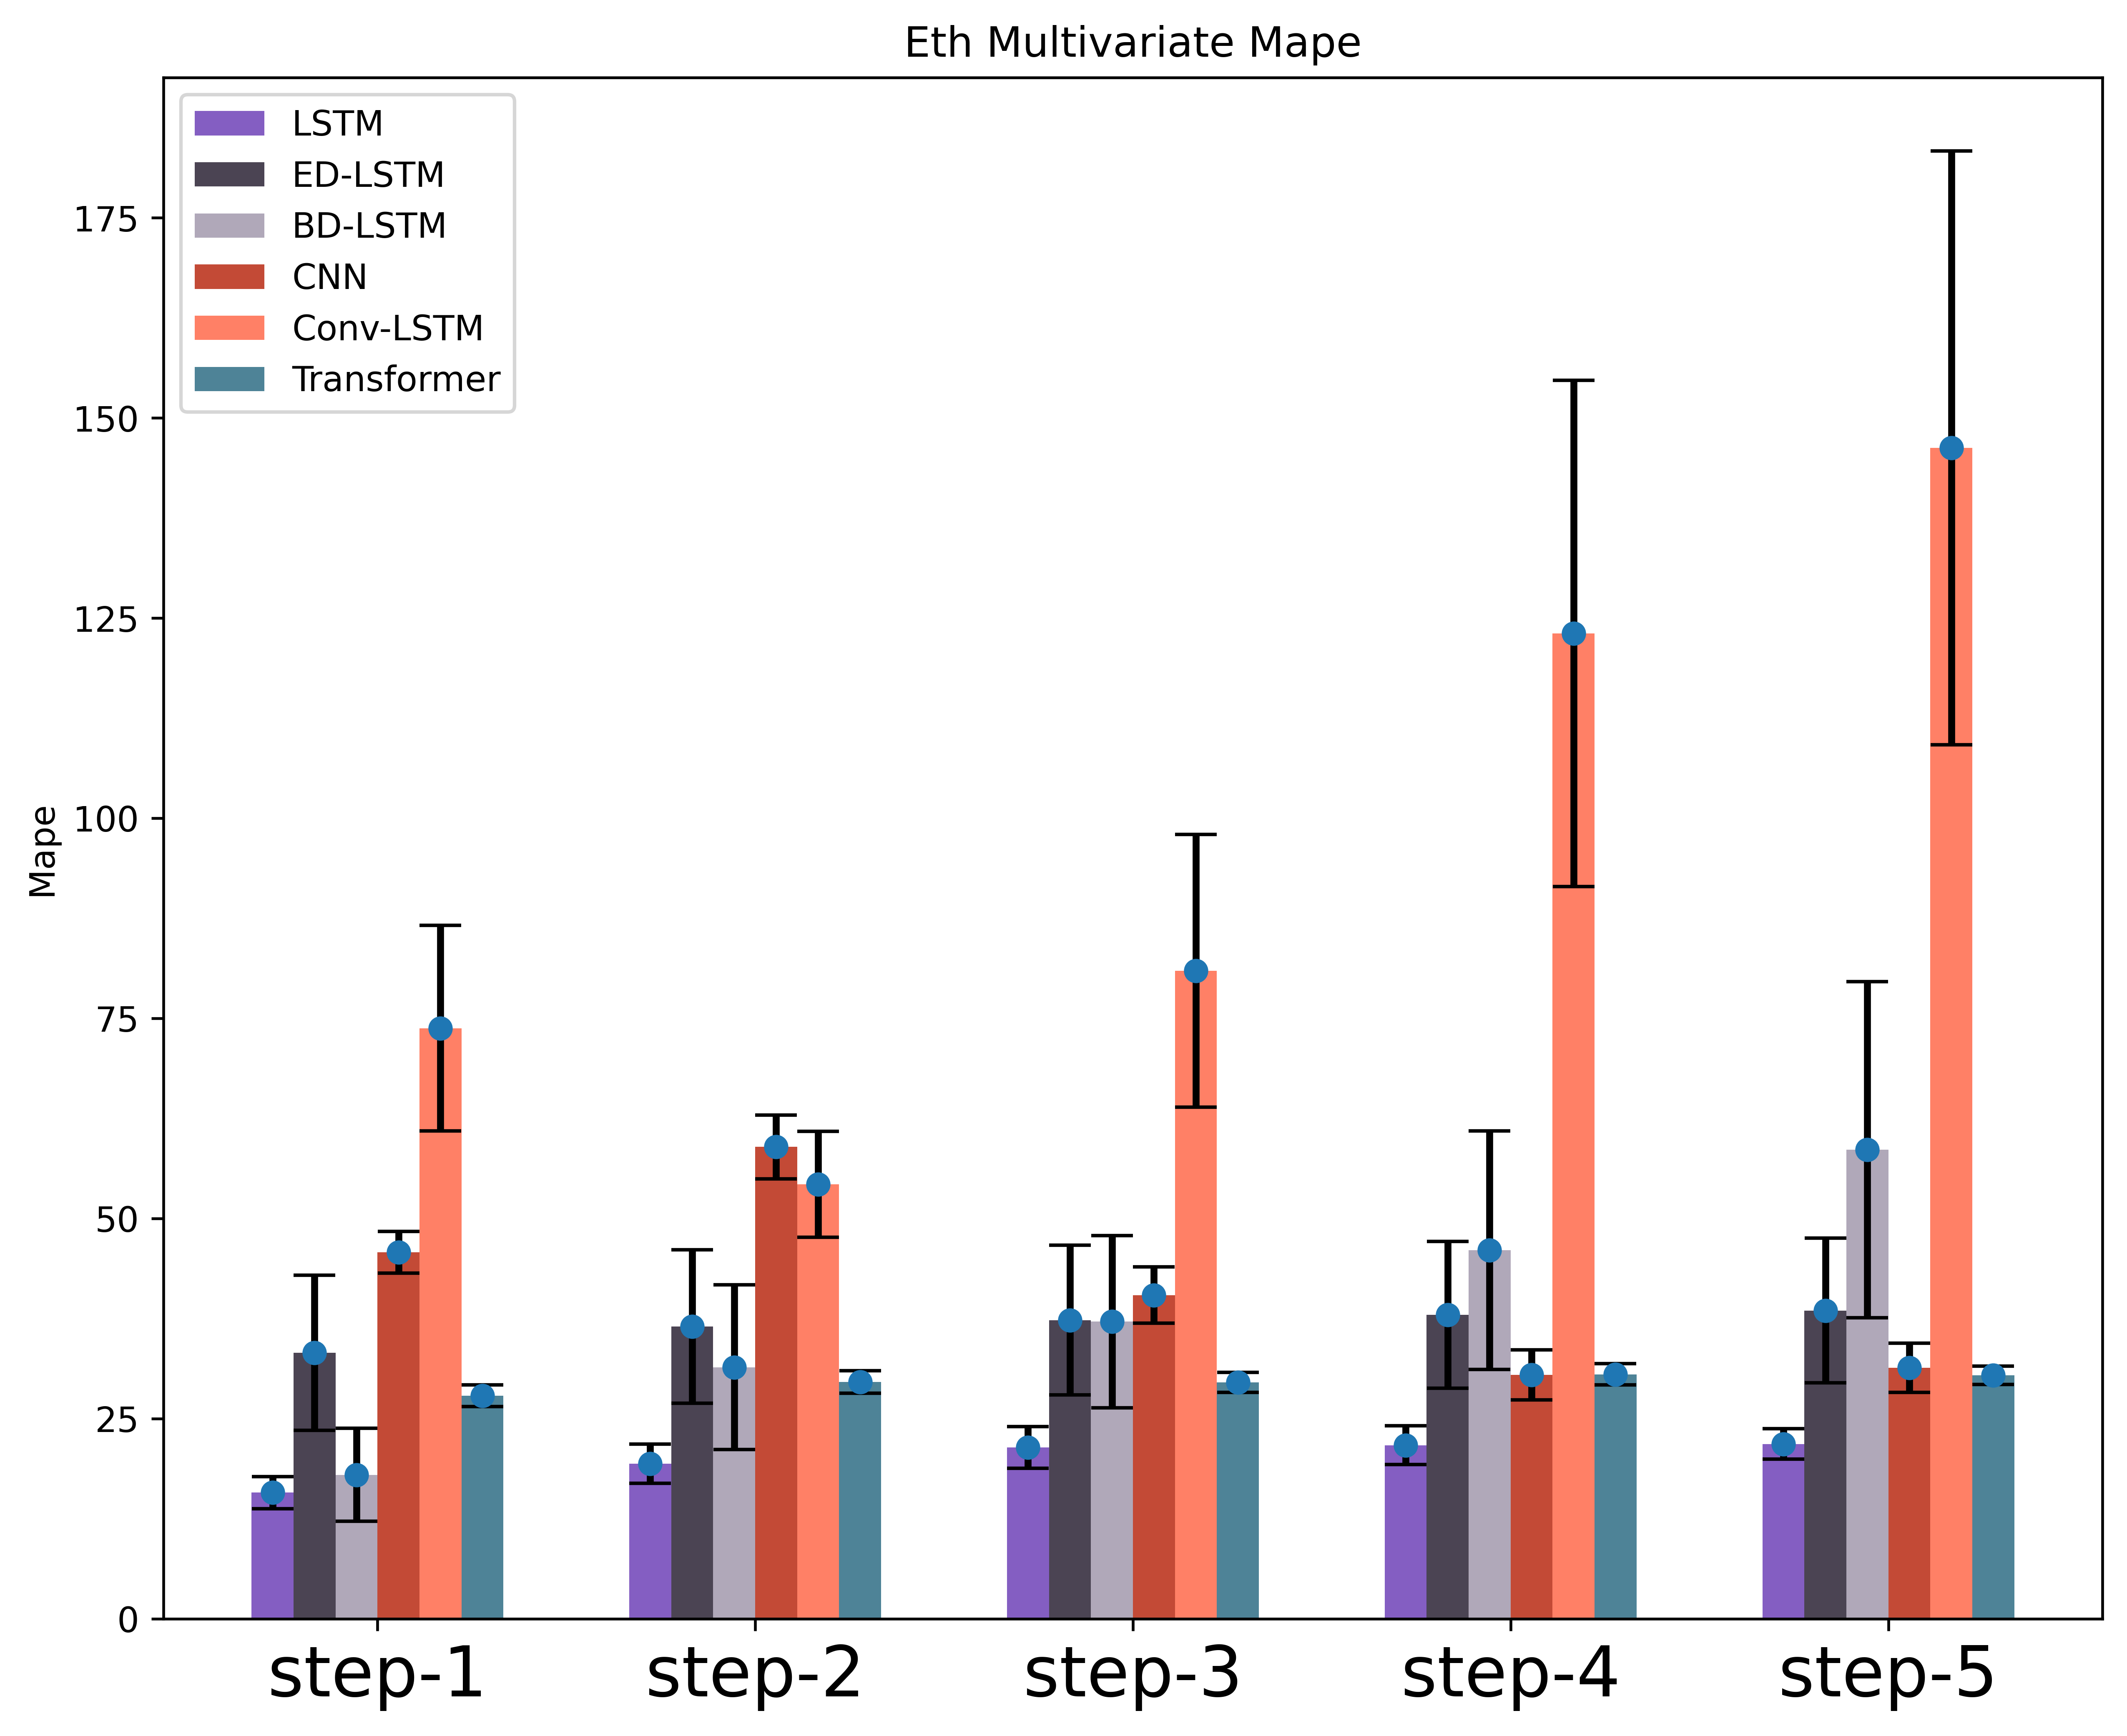 Eth Multivariate Mape
LSTM
ED-LSTM
BD-LSTM
CNN
Conv-LSTM
Transformer
Mape
175
150
125
100
75
50
25
0
step-1 step-2 step-3 step-4 step-5